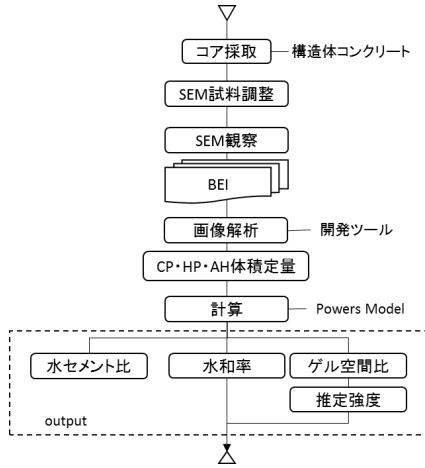 コア採取
構造体コンクリート
SEM試料調整
SEM観察
BEI
画像解析
開発ツール
CP・HP・AH体積定量
計算
Powers Model
水セメント比
水和率
ゲル空間比
推定強度
output